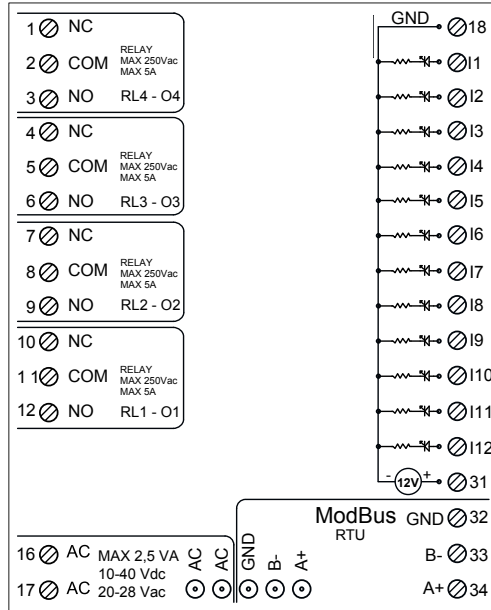 GND
18
1 NC
2 COM RELAY MAX 250Vac MAX 5A
3 NO RL4 - O4
4 NC
5 COM RELAY MAX 250Vac MAX 5A
6 NO RL3 - O3
7 NC
8 COM RELAY MAX 250Vac MAX 5A
9 NO RL2 - O2
10 NC
1 1 COM RELAY MAX 250Vac MAX 5A
12 NO RL1 - O1
I1
I2
I3
I4
I5
I6
I7
I8
I9
I10
I11
I12
- 12V + 31
ModBus
RTU
GND 32
B- 33
A+ 34
16 AC MAX 2,5 VA
10-40 Vdc
17 AC 20-28 Vac
AC
AC
GND
B-
A+